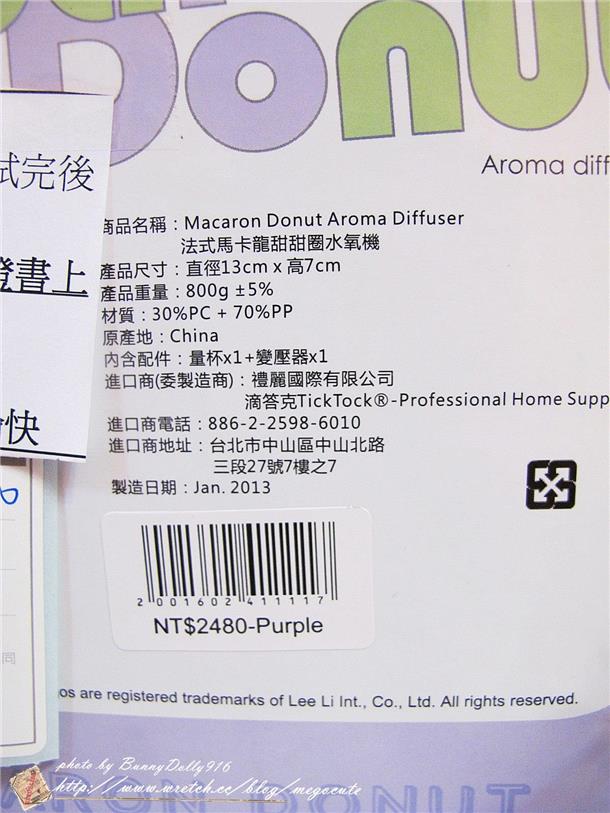 DONUT
Aroma diff
試完後
證書上
快
商品名稱：Macaron Donut Aroma Diffuser
法式馬卡龍甜甜圈水氧機
產品尺寸：直徑13cm x 高7cm
產品重量：800g ±5%
材質：30%PC + 70%PP
原產地：China
內含配件：量杯x1+變壓器x1
進口商(委製造商)：禮麗國際有限公司
滴答克TickTock®-Professional Home Supp
進口商電話：886-2-2598-6010
進口商地址：台北市中山區中山北路
三段27號7樓之7
製造日期：Jan. 2013
2 001602 411117
NT$2480-Purple
同
os are registered trademarks of Lee Li Int., Co., Ltd. All rights reserved.
photo by BunnyDolly916
http://www.wretch.cc/blog/megocute
ARON DONUT